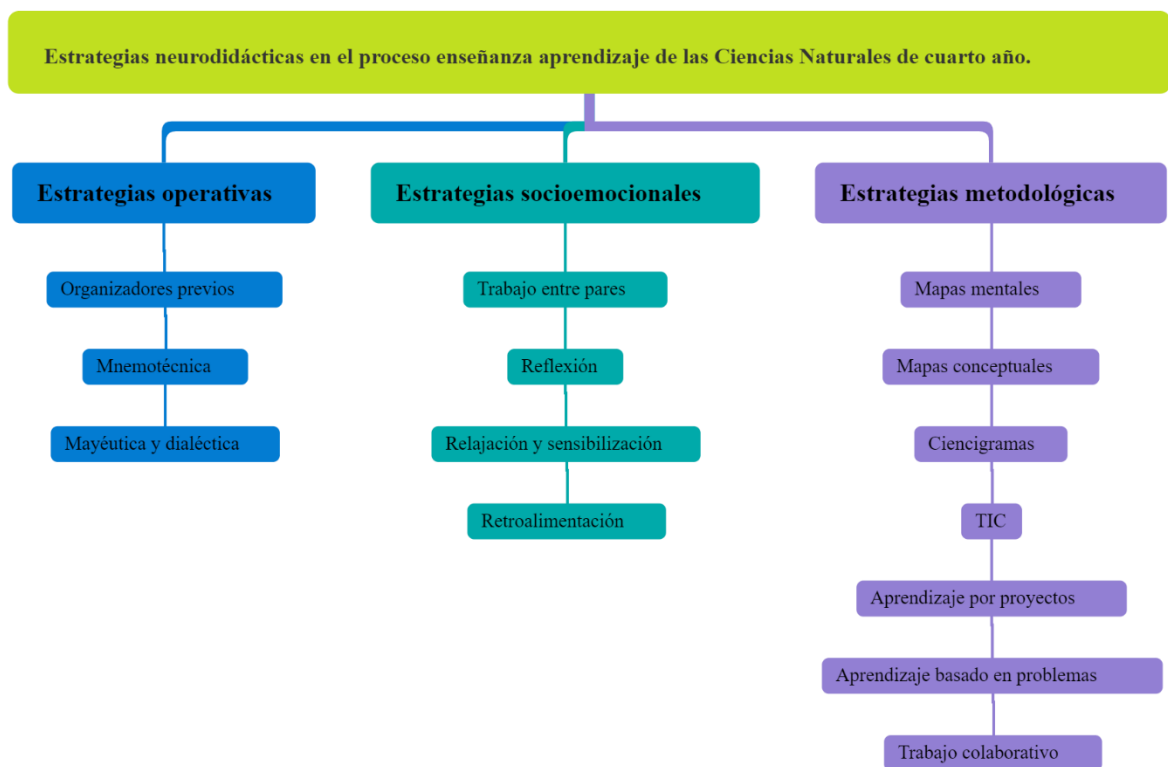 Estrategias neurodidácticas en el proceso enseñanza aprendizaje de las Ciencias Naturales de cuarto año.
Estrategias operativas
Organizadores previos
Mnemotécnica
Mayéutica y dialéctica
Estrategias socioemocionales
Trabajo entre pares
Reflexión
Relajación y sensibilización
Retroalimentación
Estrategias metodológicas
Mapas mentales
Mapas conceptuales
Ciencigramas
TIC
Aprendizaje por proyectos
Aprendizaje basado en problemas
Trabajo colaborativo